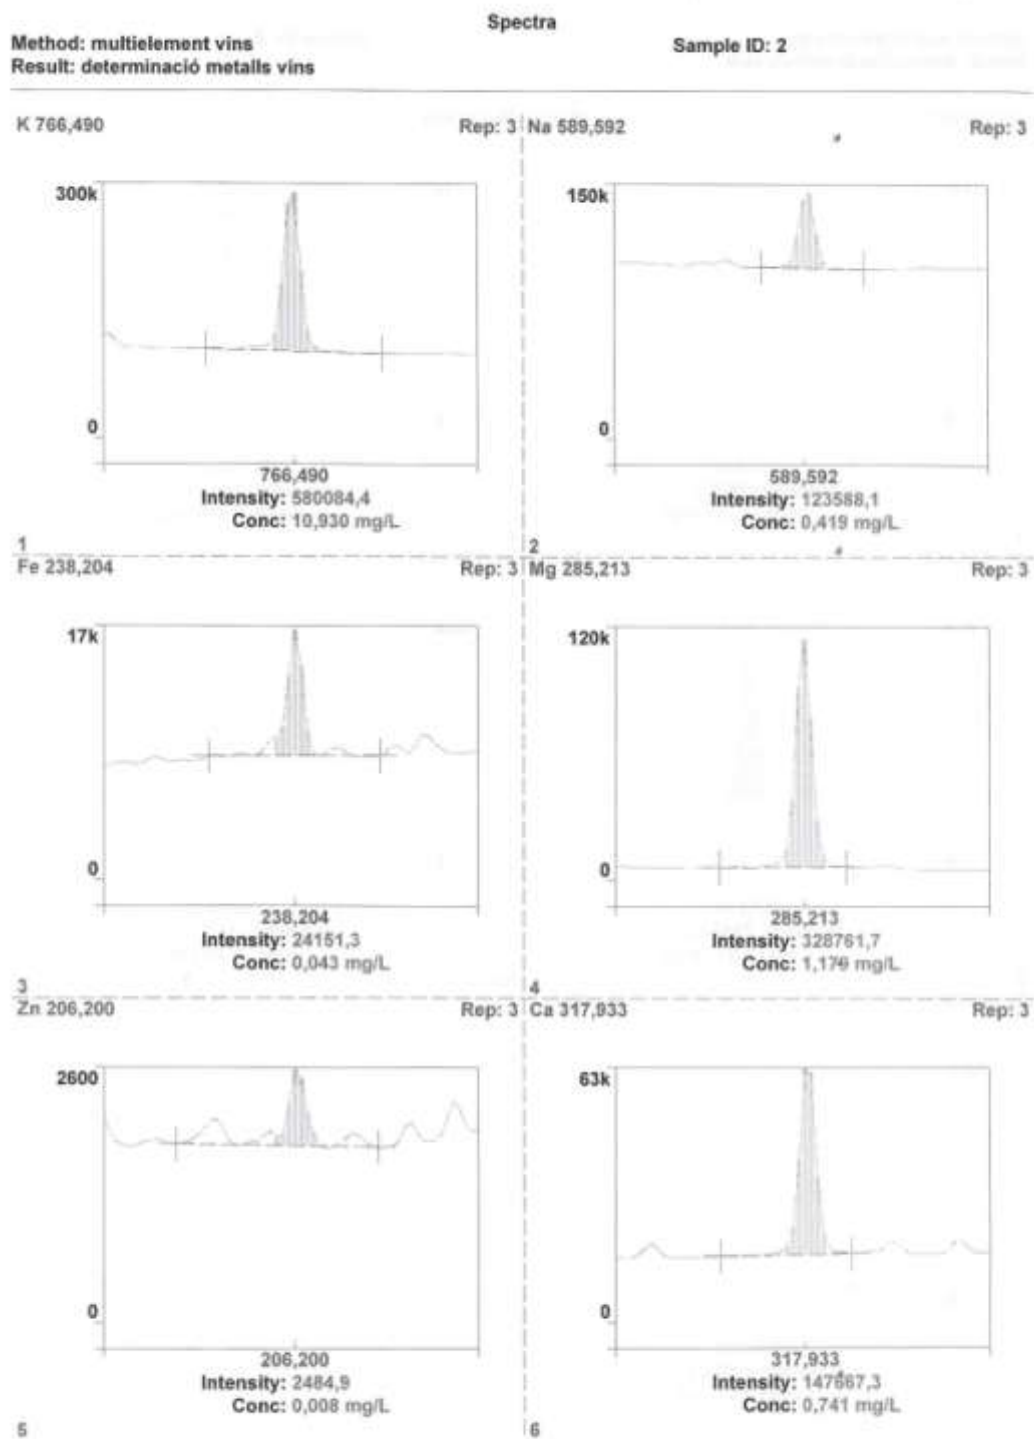 Spectra
Method: multielement vins
Sample ID: 2
Result: determinació metalls vins
K 766,490
Rep: 3
300k
0
766,490
Intensity: 580084,4
Conc: 10,930 mg/L
1
Na 589,592
Rep: 3
150k
0
589,592
Intensity: 123588,1
Conc: 0,419 mg/L
2
Fe 238,204
Rep: 3
17k
0
238,204
Intensity: 24151,3
Conc: 0,043 mg/L
3
Mg 285,213
Rep: 3
120k
0
285,213
Intensity: 328761,7
Conc: mg/L
4
Zn 206,200
Rep: 3
2600
0
206,200
Intensity: 2484,9
Conc: 0,008 mg/L
5
Ca 317,933
Rep: 3
63k
0
317,933
Intensity: 147667,3
Conc: 0,741 mg/L
6